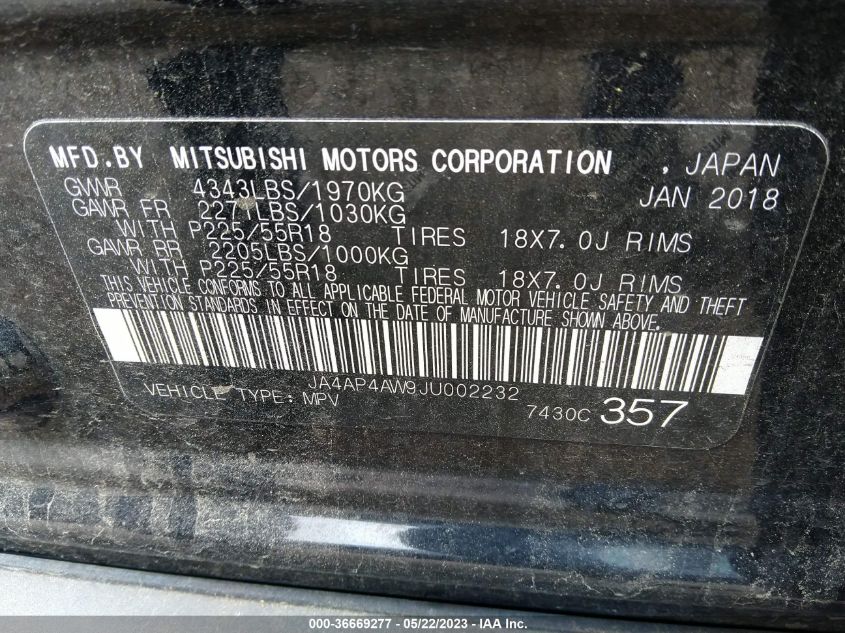 MFD.BY MITSUBISHI MOTORS CORPORATION , JAPAN
GVWR 4343LBS/1970KG JAN 2018
GAWR FR 2271LBS/1030KG
WITH P225/55R18 TIRES 18X7.0J RIMS
GAWR RR 2205LBS/1000KG
WITH P225/55R18 TIRES 18X7.0J RIMS
THIS VEHICLE CONFORMS TO ALL APPLICABLE FEDERAL MOTOR VEHICLE SAFETY AND THEFT
PREVENTION STANDARDS IN EFFECT ON THE DATE OF MANUFACTURE SHOWN ABOVE.
JA4AP4AW9JU002232
VEHICLE TYPE: MPV 7430C 357
000-36669277 - 05/22/2023 - IAA Inc.